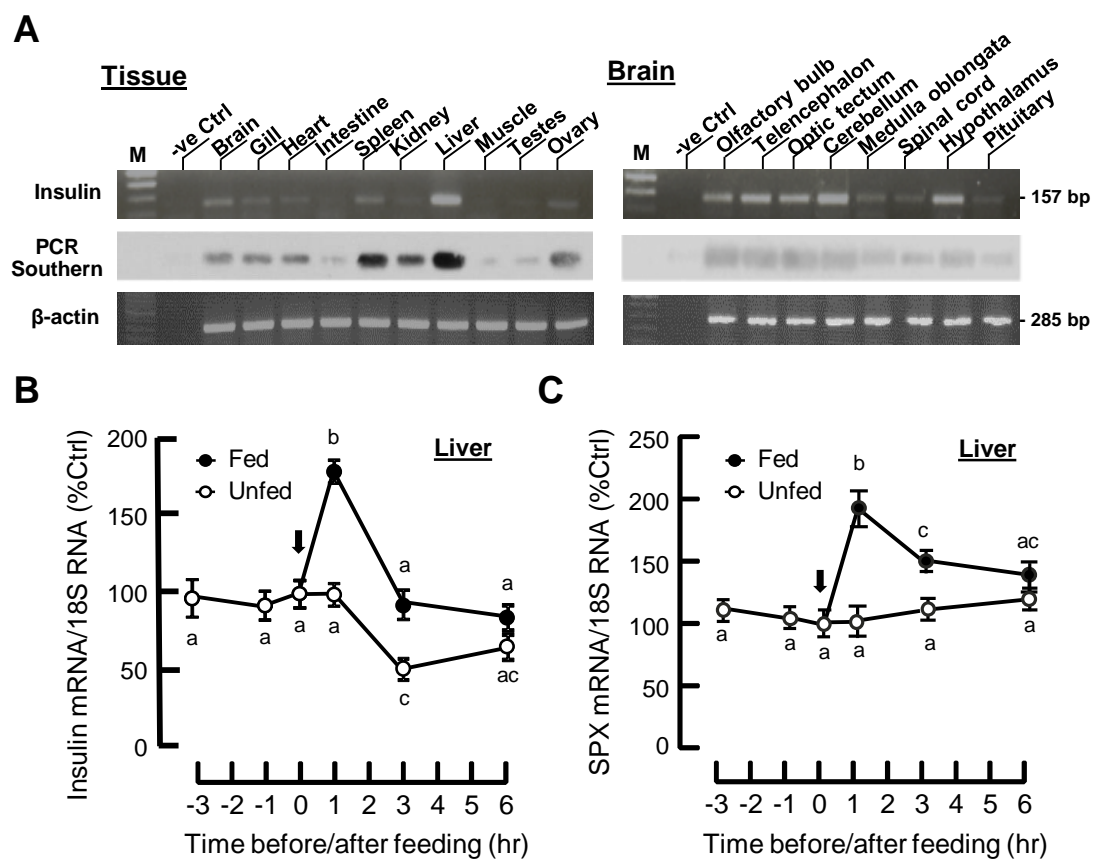 A
Tissue
Brain
M
-ve Ctrl
Brain
Gill
Heart
Intestine
Spleen
Kidney
Liver
Muscle
Testes
Ovary
M
-ve Ctrl
Olfactory bulb
Telencephalon
Optic tectum
Cerebellum
Medulla oblongata
Spinal cord
Hypothalamus
Pituitary
Insulin
- 157 bp
PCR
Southern
β-actin
- 285 bp
B
Insulin mRNA/18S RNA (%Ctrl)
200
150
100
50
0
Fed
Unfed
Liver
b
a
a
a
a
a
a
c
ac
-3 -2 -1 0 1 2 3 4 5 6
Time before/after feeding (hr)
C
SPX mRNA/18S RNA (%Ctrl)
250
200
150
100
50
0
Fed
Unfed
Liver
b
c
ac
a
a
a
a
a
a
-3 -2 -1 0 1 2 3 4 5 6
Time before/after feeding (hr)